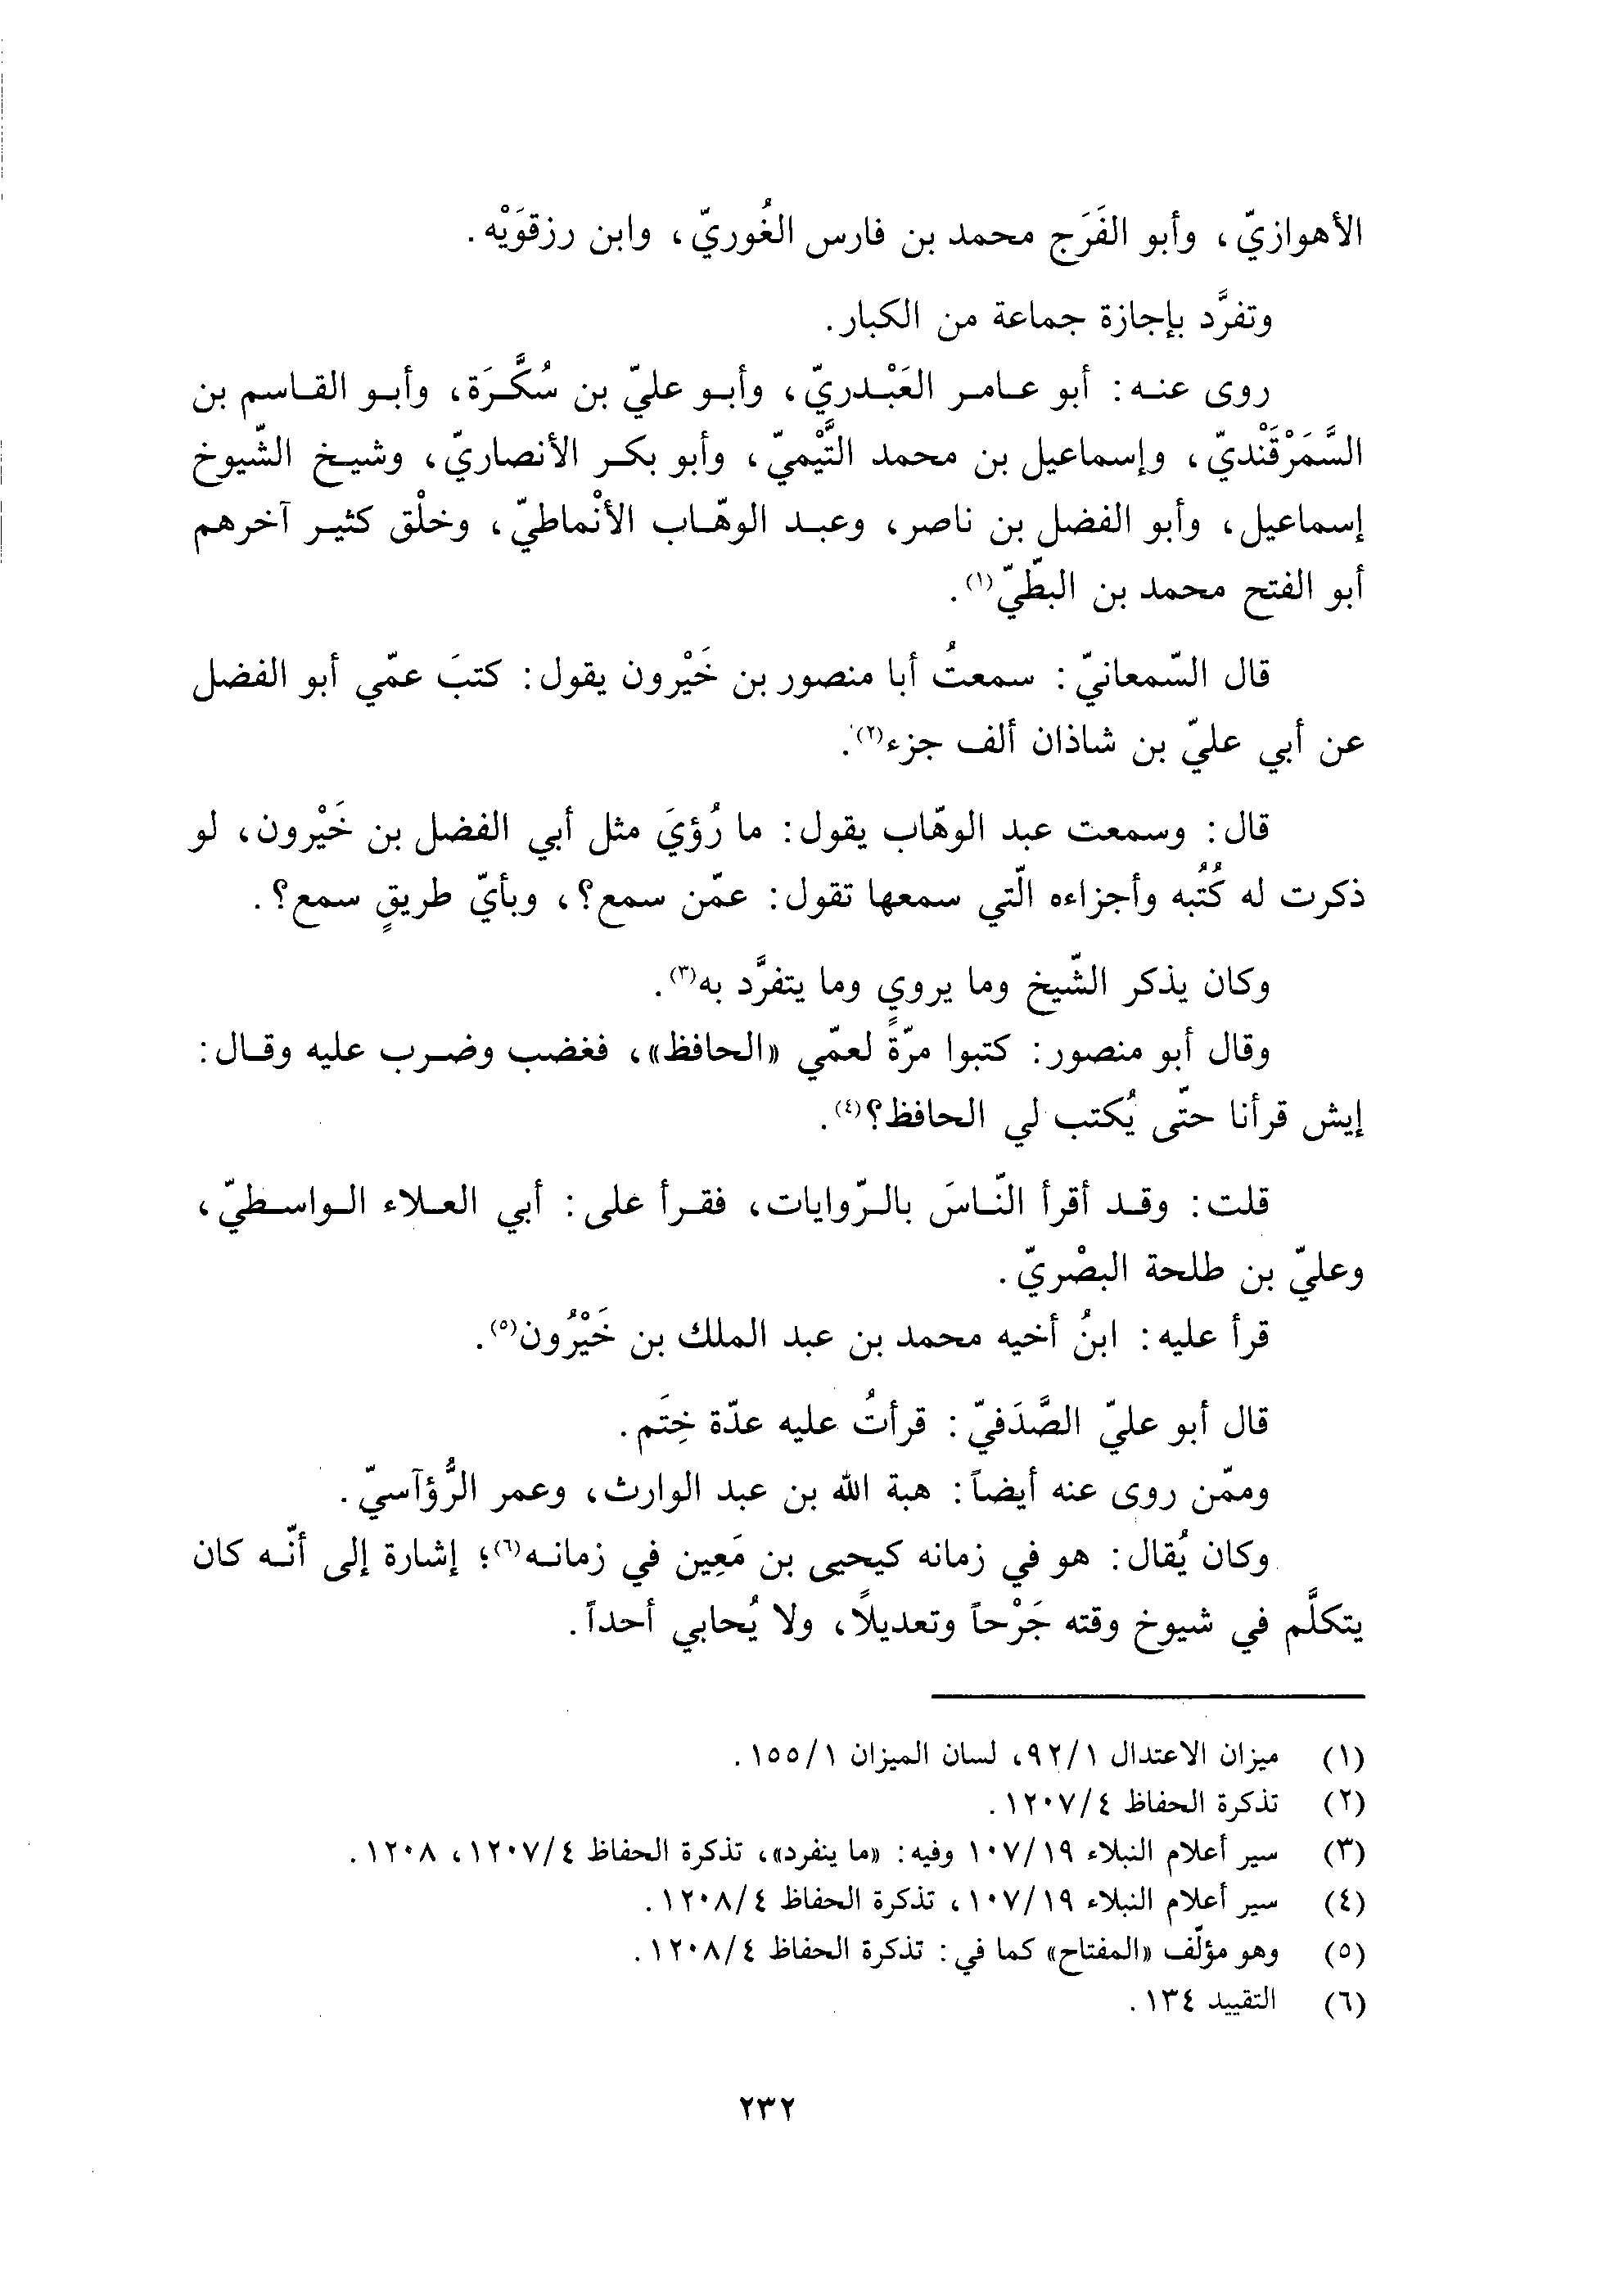 الأهوازيّ، وأبو الفَرَج محمد بن فارس الغُوريّ، وابن رزقوَيْه.
وتفرَّد بإجازة جماعة من الكبار.
روى عنه: أبو عامر العَبْدريّ، وأبو عليّ بن سُكَّرَة، وأبو القاسم بن
السَّمَرْقَنْديّ، وإسماعيل بن محمد التَّيْميّ، وأبو بكر الأنصاريّ، وشيخ الشّيوخ
إسماعيل، وأبو الفضل بن ناصر، وعبد الوهّاب الأنْماطيّ، وخلْق كثير آخرهم
أبو الفتح محمد بن البطّيّ(١).
قال السّمعانيّ: سمعتُ أبا منصور بن خَيْرون يقول: كتبَ عمّي أبو الفضل
عن أبي عليّ بن شاذان ألف جزء(٢).
قال: وسمعت عبد الوهّاب يقول: ما رُؤيَ مثل أبي الفضل بن خَيْرون، لو
ذكرت له كُتُبه وأجزاءه الّتي سمعها تقول: عمّن سمع؟، وبأيّ طريقٍ سمع؟.
وكان يذكر الشّيخ وما يروي وما يتفرَّد به(٣).
وقال أبو منصور: كتبوا مرّةً لعمّي «الحافظ»، فغضب وضرب عليه وقال:
إيش قرأنا حتّى يُكتب لي الحافظ؟(٤).
قلت: وقد أقرأ النّاسَ بالرّوايات، فقرأ على: أبي العلاء الواسطيّ،
وعليّ بن طلحة البصْريّ.
قرأ عليه: ابنُ أخيه محمد بن عبد الملك بن خَيْرُون(٥).
قال أبو عليّ الصَّدَفيّ: قرأتُ عليه عدّة خِتَم.
وممّن روى عنه أيضاً: هبة الله بن عبد الوارث، وعمر الرُّؤآسيّ.
وكان يُقال: هو في زمانه كيحيى بن مَعِين في زمانه(٦)؛ إشارة إلى أنّه كان
يتكلَّم في شيوخ وقته جَرْحاً وتعديلاً، ولا يُحابي أحداً.
(١) ميزان الاعتدال ٩٢/١، لسان الميزان ١٥٥/١.
(٢) تذكرة الحفاظ ١٢٠٧/٤.
(٣) سير أعلام النبلاء ١٠٧/١٩ وفيه: «ما ينفرد»، تذكرة الحفاظ ١٢٠٧/٤، ١٢٠٨.
(٤) سير أعلام النبلاء ١٠٧/١٩، تذكرة الحفاظ ١٢٠٨/٤.
(٥) وهو مؤلّف «المفتاح» كما في: تذكرة الحفاظ ١٢٠٨/٤.
(٦) التقييد ١٣٤.
٢٣٢